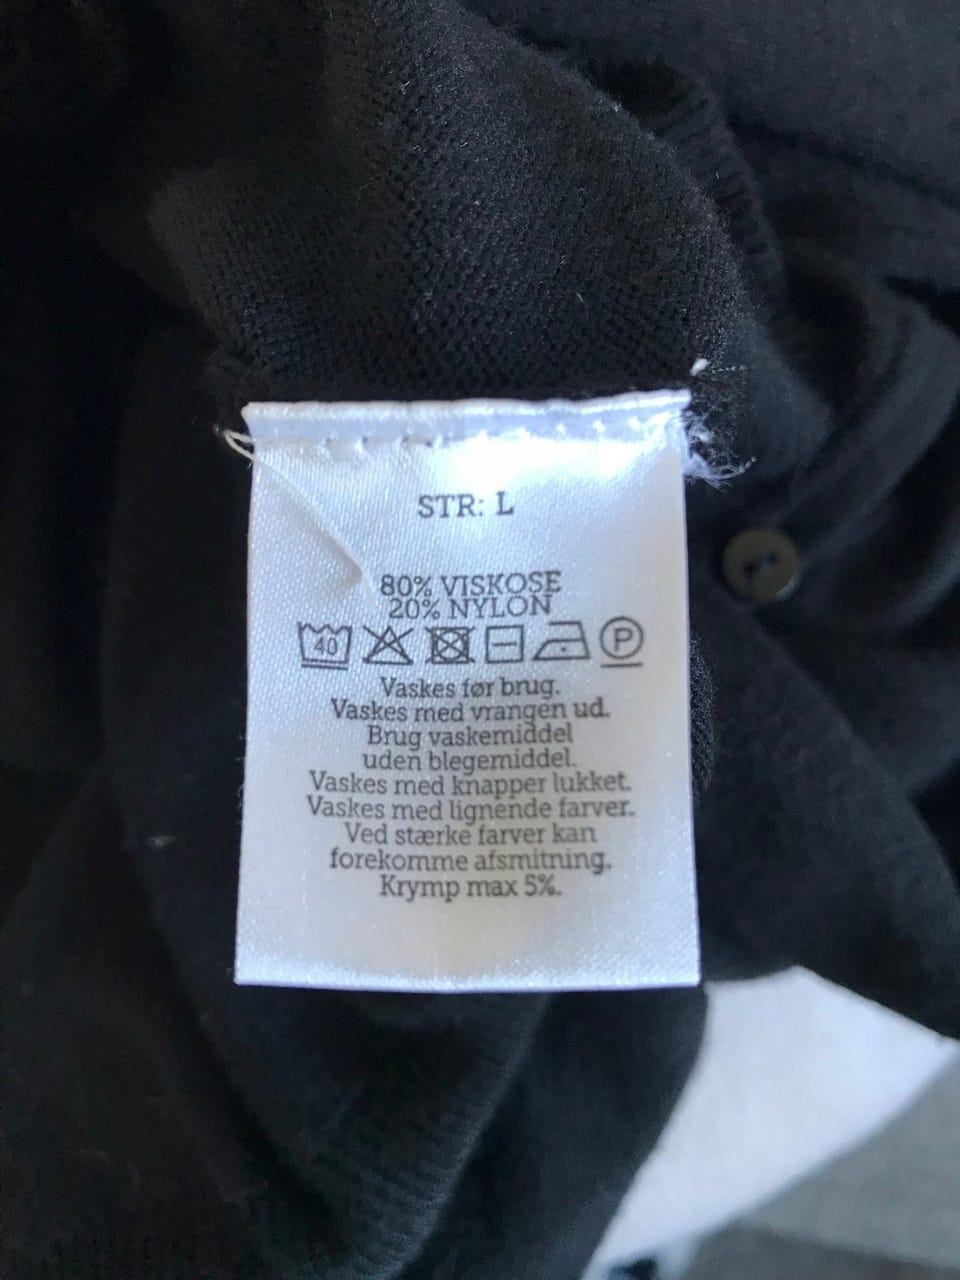 STR: L
80% VISKOSE
20% NYLON
40 P
Vaskes før brug.
Vaskes med vrangen ud.
Brug vaskemiddel
uden blegemiddel.
Vaskes med knapper lukket.
Vaskes med lignende farver.
Ved stærke farver kan
forekomme afsmitning.
Krymp max 5%.